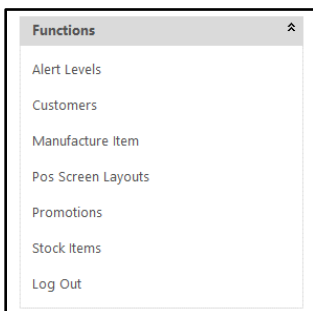 Functions
Alert Levels
Customers
Manufacture Item
Pos Screen Layouts
Promotions
Stock Items
Log Out